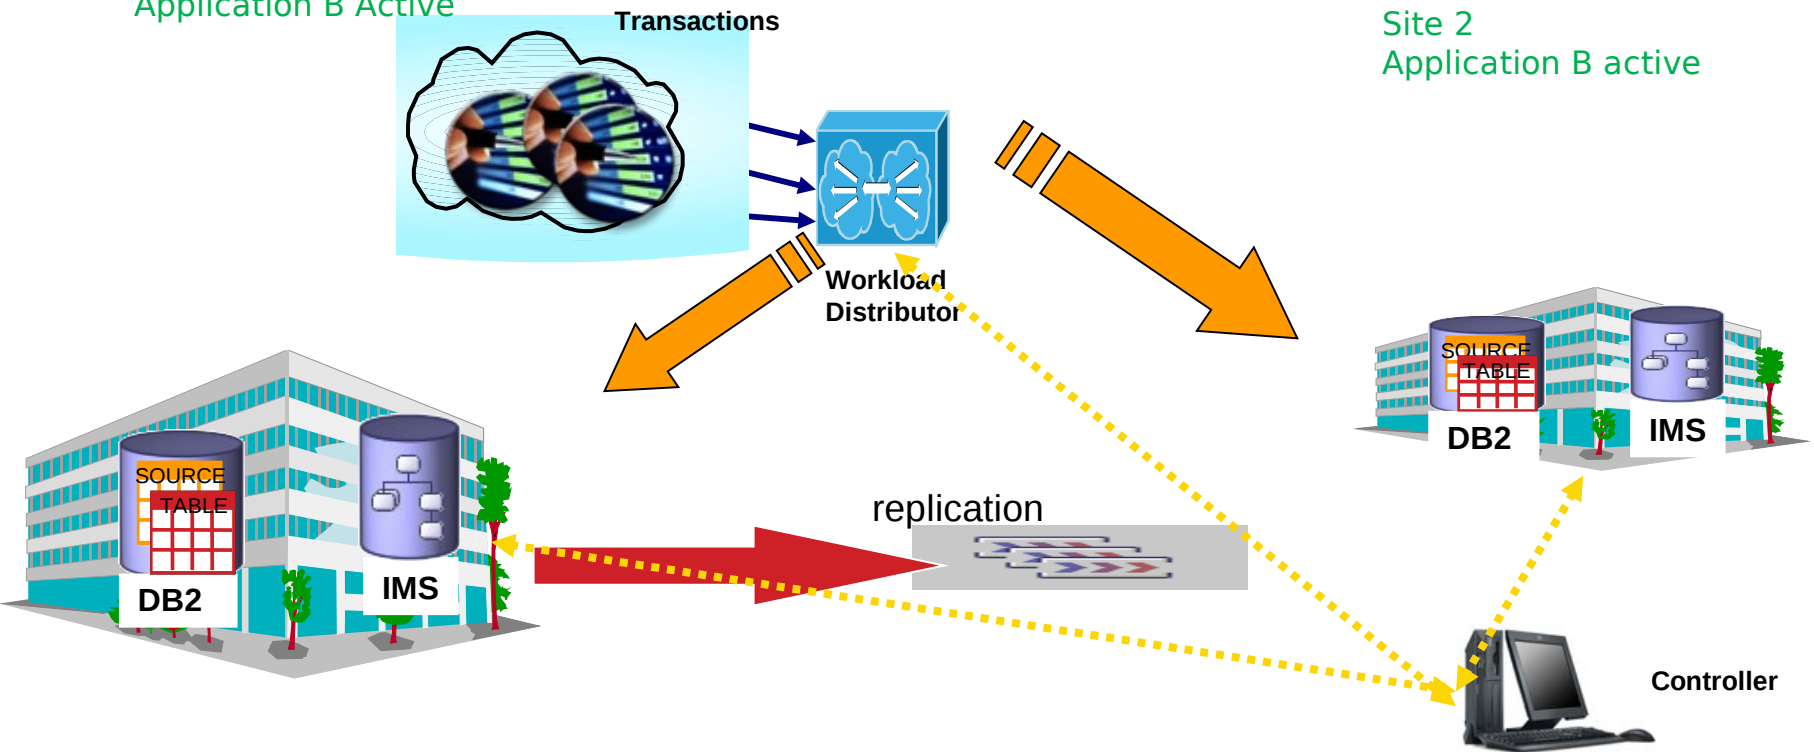 Application B Active
Transactions
Site 2
Application B active
Workload
Distributor
SOURCE
TABLE
DB2
IMS
SOURCE
TABLE
DB2
IMS
replication
Controller